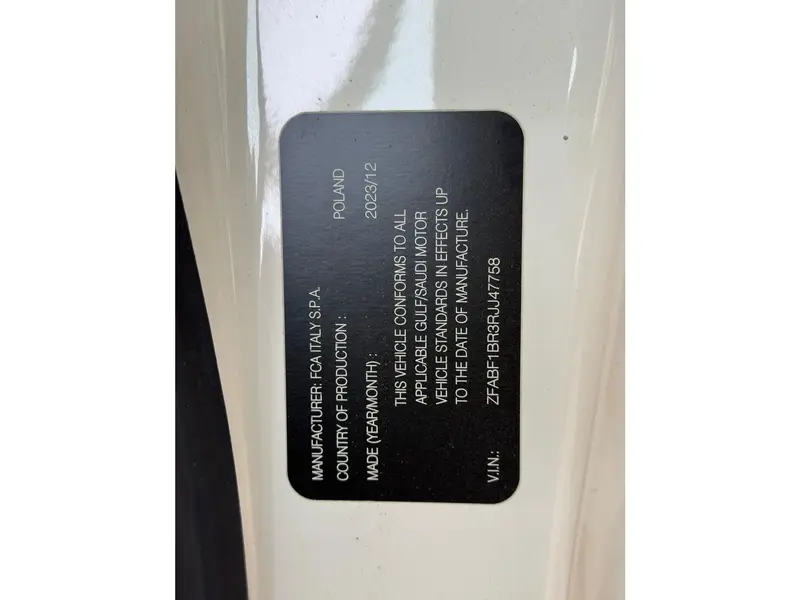 MANUFACTURER: FCA ITALY S.P.A.
COUNTRY OF PRODUCTION : POLAND
MADE (YEAR/MONTH) : 2023/12
THIS VEHICLE CONFORMS TO ALL
APPLICABLE GULF/SAUDI MOTOR
VEHICLE STANDARDS IN EFFECTS UP
TO THE DATE OF MANUFACTURE.
V.I.N.: ZFABF1BR3RJJ47758